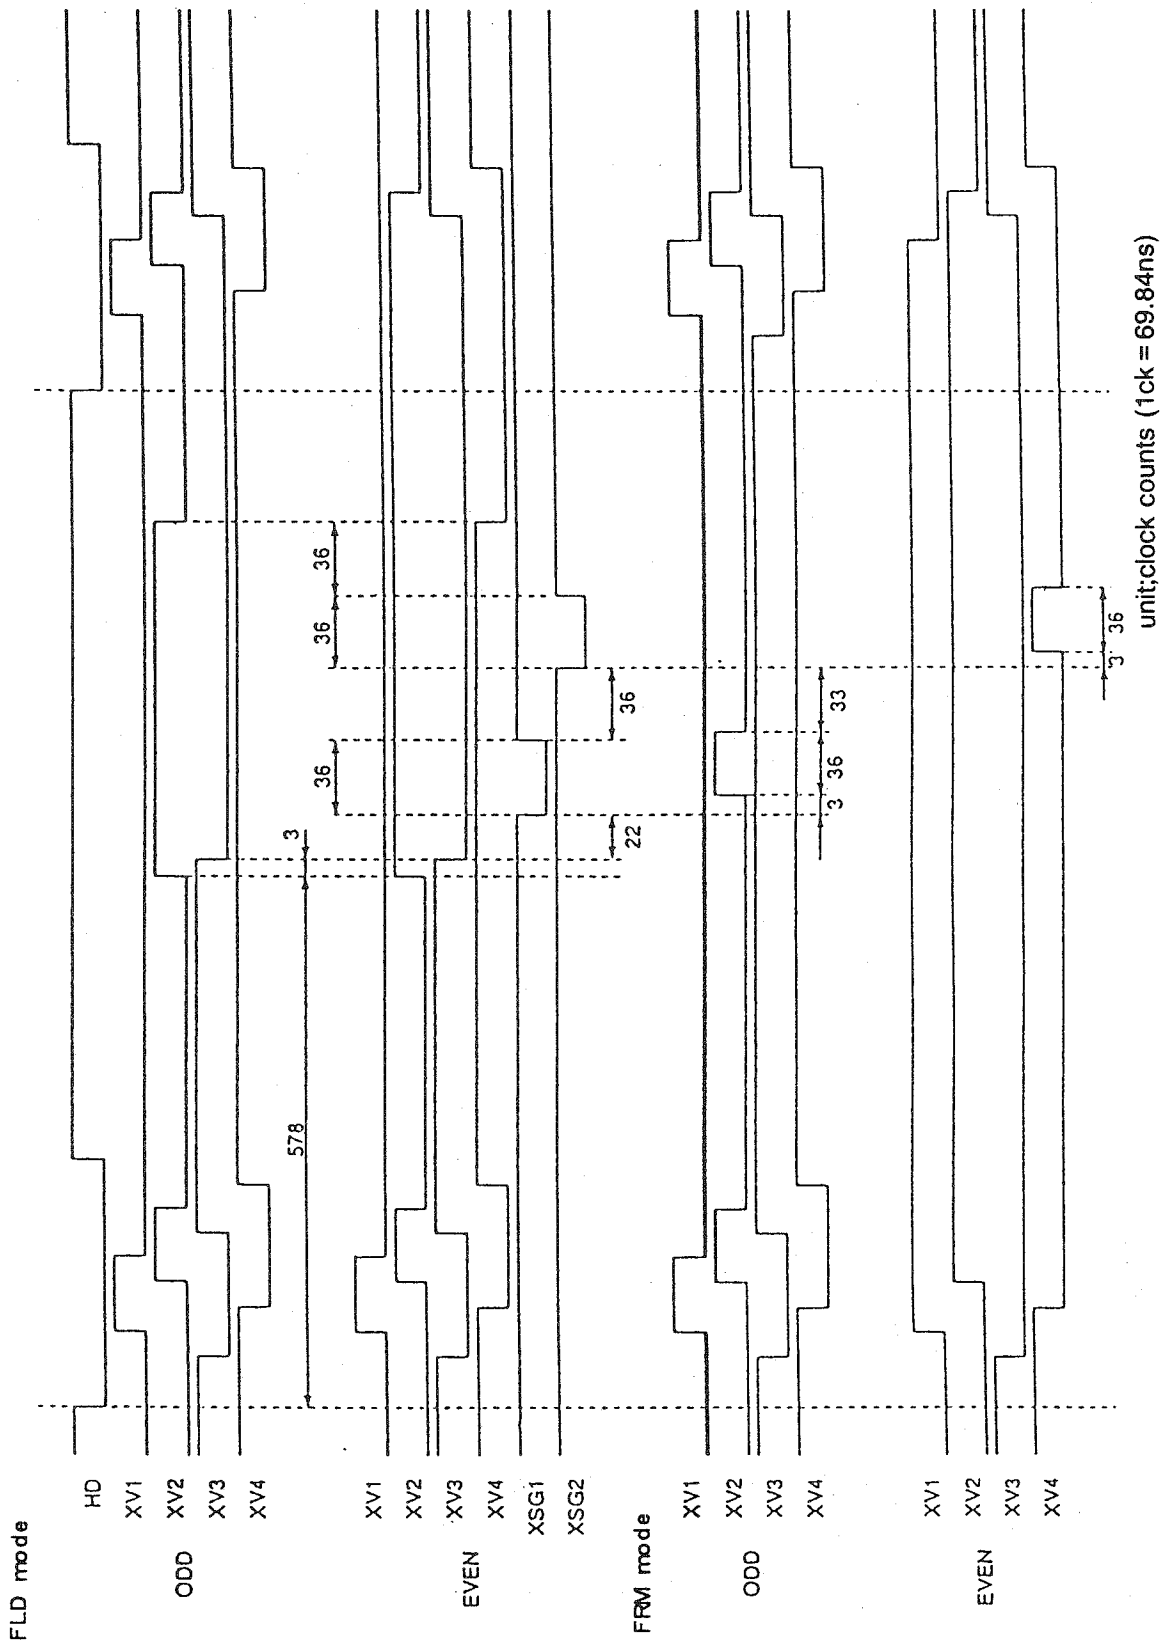 FLD mode
HD
XV1
XV2
XV3
XV4
ODD
578
3
36
36
36
36
22
XV1
XV2
XV3
XV4
XSG1
XSG2
EVEN
FRM mode
XV1
XV2
XV3
XV4
ODD
3
36
33
XV1
XV2
XV3
XV4
EVEN
3
36
unit;clock counts (1ck = 69.84ns)